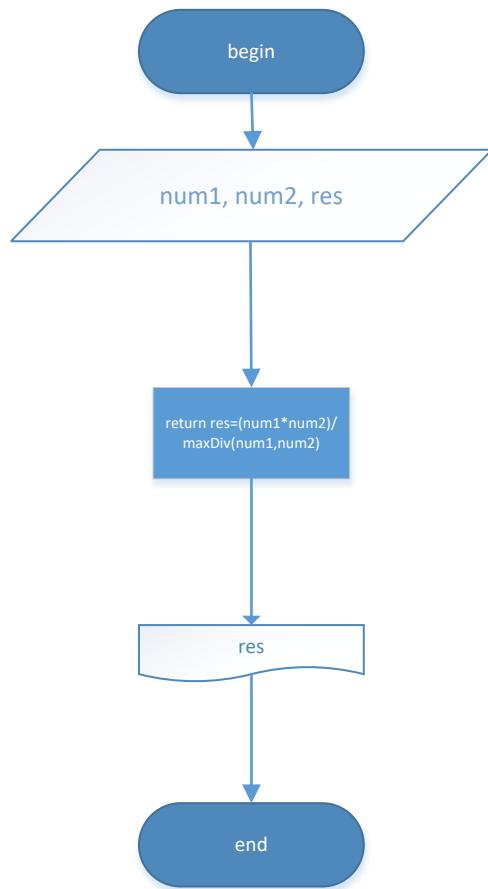 begin
num1, num2, res
return res=(num1*num2)/
maxDiv(num1,num2)
res
end